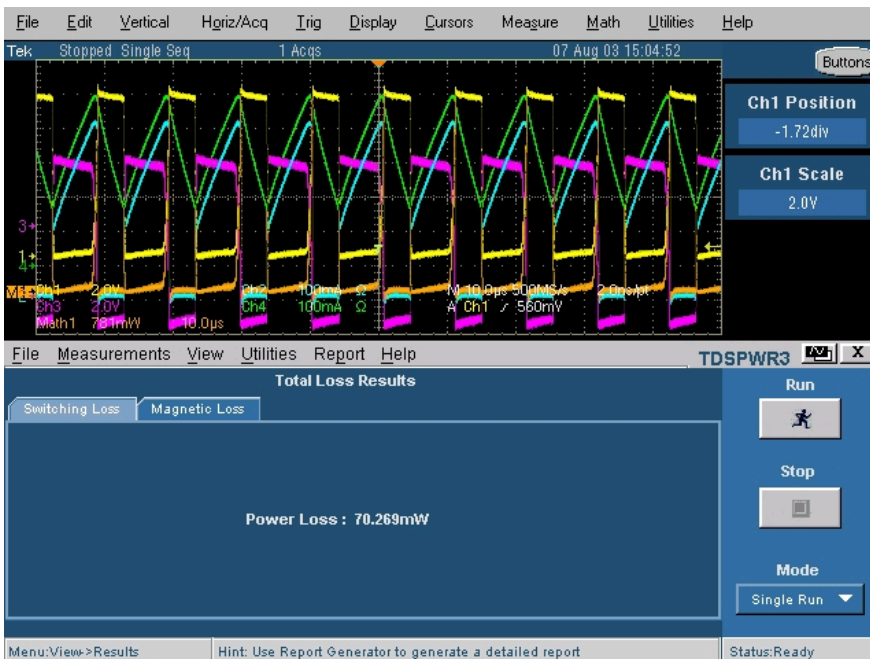 File Edit Vertical Horiz/Acq Trig Display Cursors Measure Math Utilities Help
Tek Stopped Single Seq 1 Acqs 07 Aug 03 15:04:52
Buttons
Ch1 Position
-1.72div
Ch1 Scale
2.0V
3
1
4
Ch1 2.0V Ch2 100mA Ω M 10.0µs 500MS/s 2.0ns/pt
Ch3 2.0V Ch4 100mA Ω A Ch1 560mV
Math1 781mW 10.0µs
File Measurements View Utilities Report Help TDSPWR3 X
Total Loss Results
Switching Loss Magnetic Loss
Power Loss : 70.269mW
Run
Stop
Mode
Single Run
Menu:View->Results Hint: Use Report Generator to generate a detailed report Status:Ready